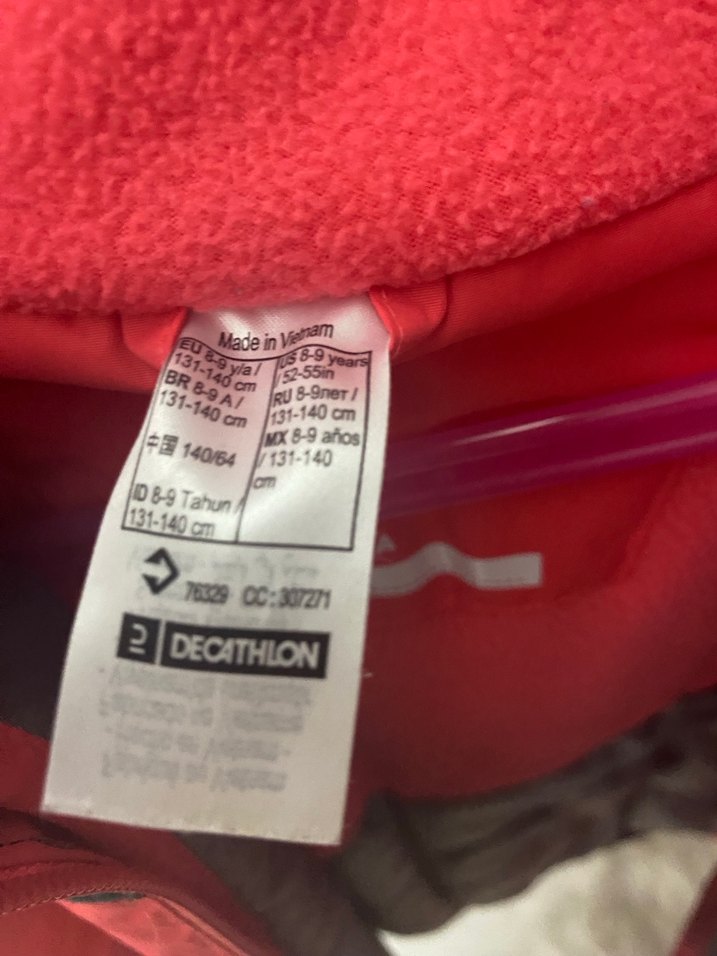 Made in Vietnam
EU 8-9 y/a /
131-140 cm
BR 8-9 A /
131-140 cm
中国 140/64
ID 8-9 Tahun /
131-140 cm
US 8-9 years
/ 52-55in
RU 8-9лет /
131-140 cm
MX 8-9 años
/ 131-140
cm
76329 CC:307271
DECATHLON